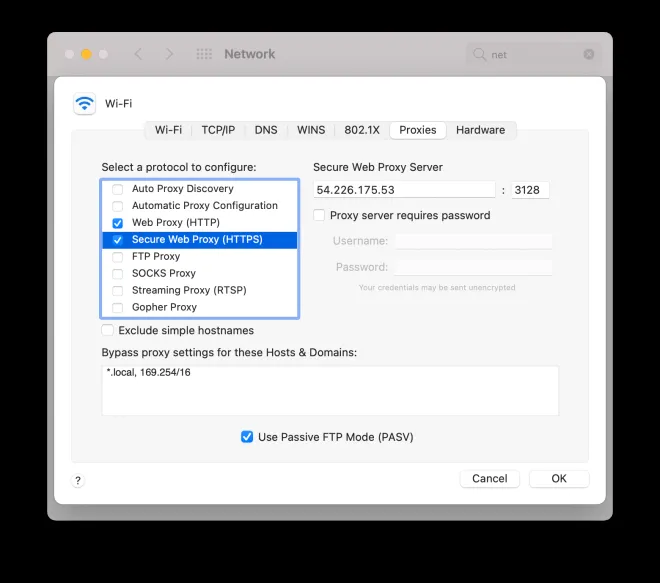 Network
net
Wi-Fi
Wi-Fi TCP/IP DNS WINS 802.1X Proxies Hardware
Select a protocol to configure:
Auto Proxy Discovery
Automatic Proxy Configuration
Web Proxy (HTTP)
Secure Web Proxy (HTTPS)
FTP Proxy
SOCKS Proxy
Streaming Proxy (RTSP)
Gopher Proxy
Secure Web Proxy Server
54.226.175.53 : 3128
Proxy server requires password
Username:
Password:
Your credentials may be sent unencrypted
Exclude simple hostnames
Bypass proxy settings for these Hosts & Domains:
*.local, 169.254/16
Use Passive FTP Mode (PASV)
? Cancel OK